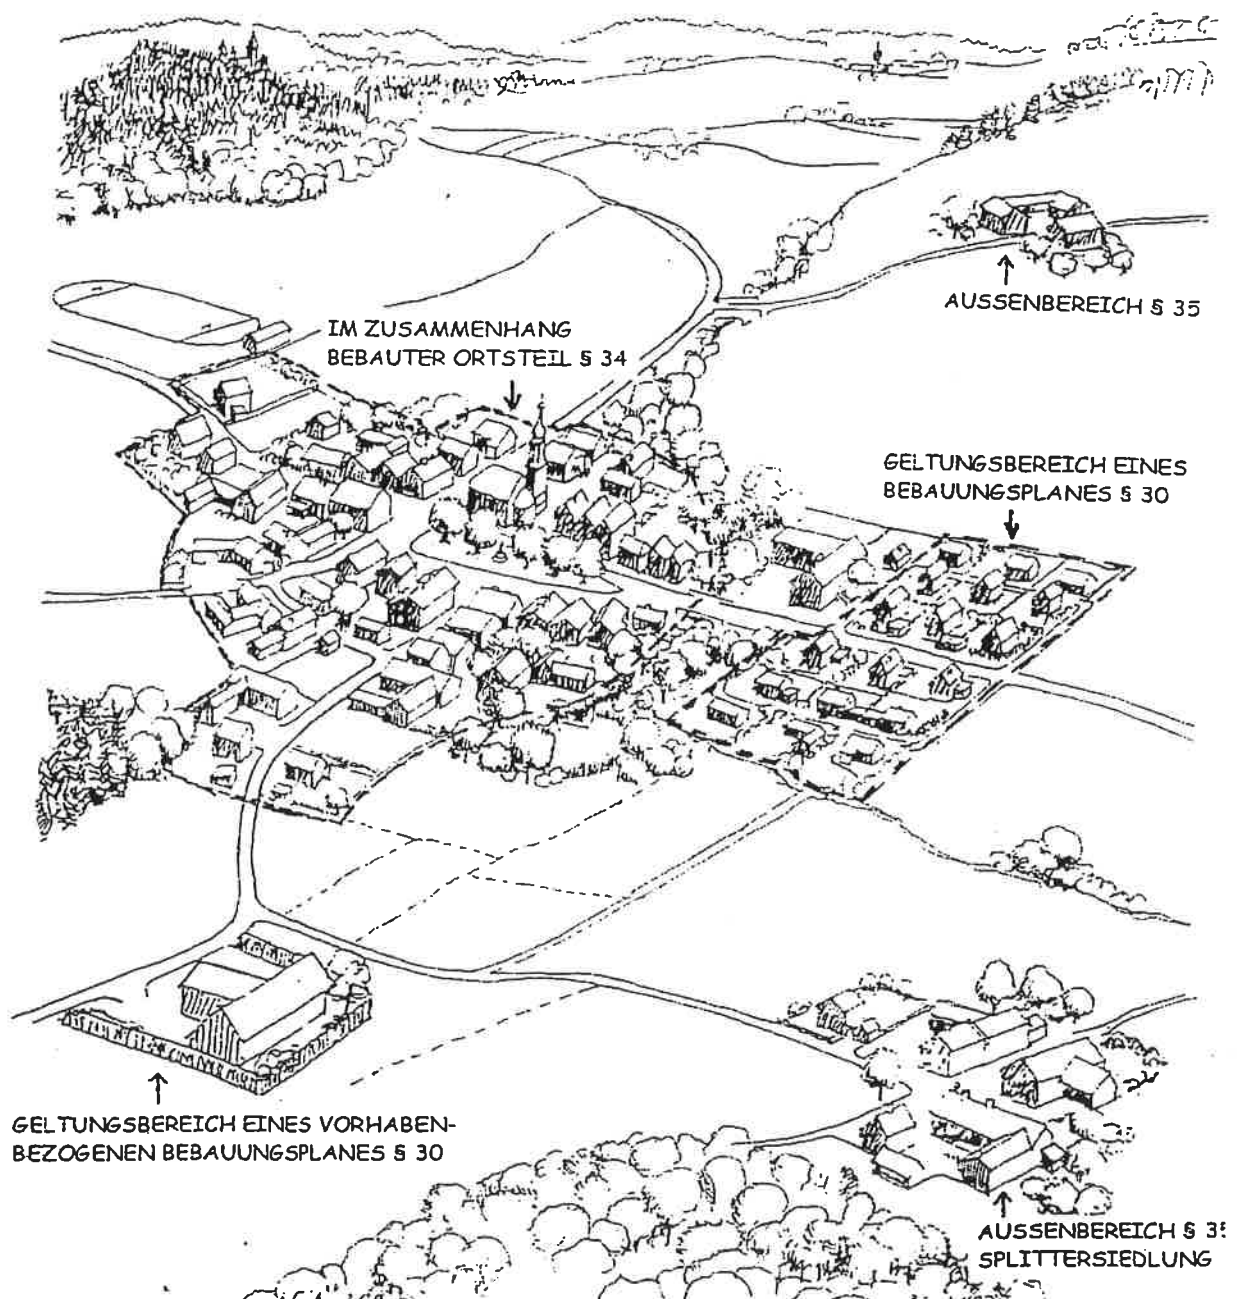 AUSSENBEREICH § 35
IM ZUSAMMENHANG
BEBAUTER ORTSTEIL § 34
GELTUNGSBEREICH EINES
BEBAUUNGSPLANES § 30
GELTUNGSBEREICH EINES VORHABEN-
BEZOGENEN BEBAUUNGSPLANES § 30
AUSSENBEREICH § 35
SPLITTERSIEDLUNG